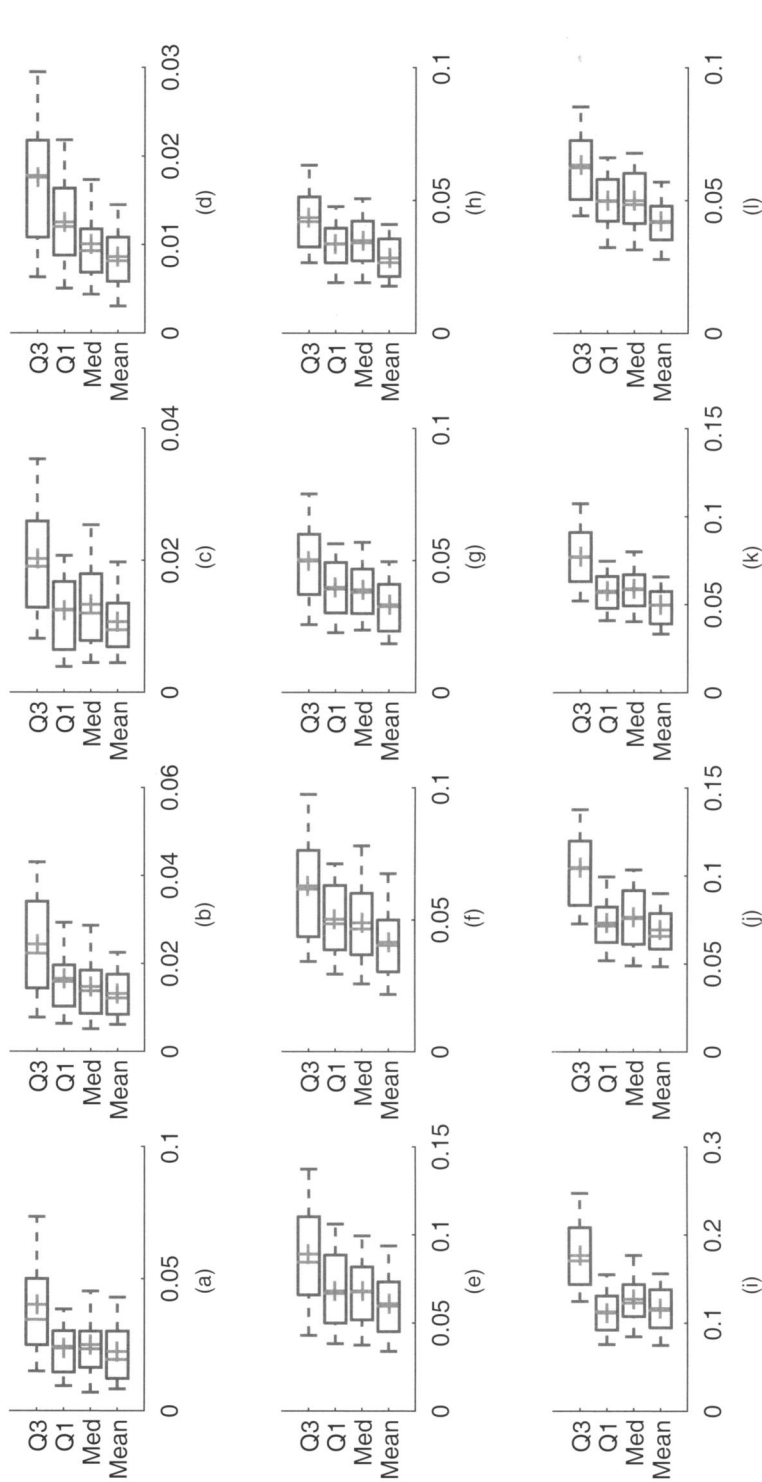 Q3
Q1
Med
Mean
0 0.05 0.1
(a)
Q3
Q1
Med
Mean
0 0.02 0.04 0.06
(b)
Q3
Q1
Med
Mean
0 0.02 0.04
(c)
Q3
Q1
Med
Mean
0 0.01 0.02 0.03
(d)
Q3
Q1
Med
Mean
0 0.05 0.1 0.15
(e)
Q3
Q1
Med
Mean
0 0.05 0.1
(f)
Q3
Q1
Med
Mean
0 0.05 0.1
(g)
Q3
Q1
Med
Mean
0 0.05 0.1
(h)
Q3
Q1
Med
Mean
0 0.1 0.2 0.3
(i)
Q3
Q1
Med
Mean
0 0.05 0.1 0.15
(j)
Q3
Q1
Med
Mean
0 0.05 0.1 0.15
(k)
Q3
Q1
Med
Mean
0 0.05 0.1
(l)